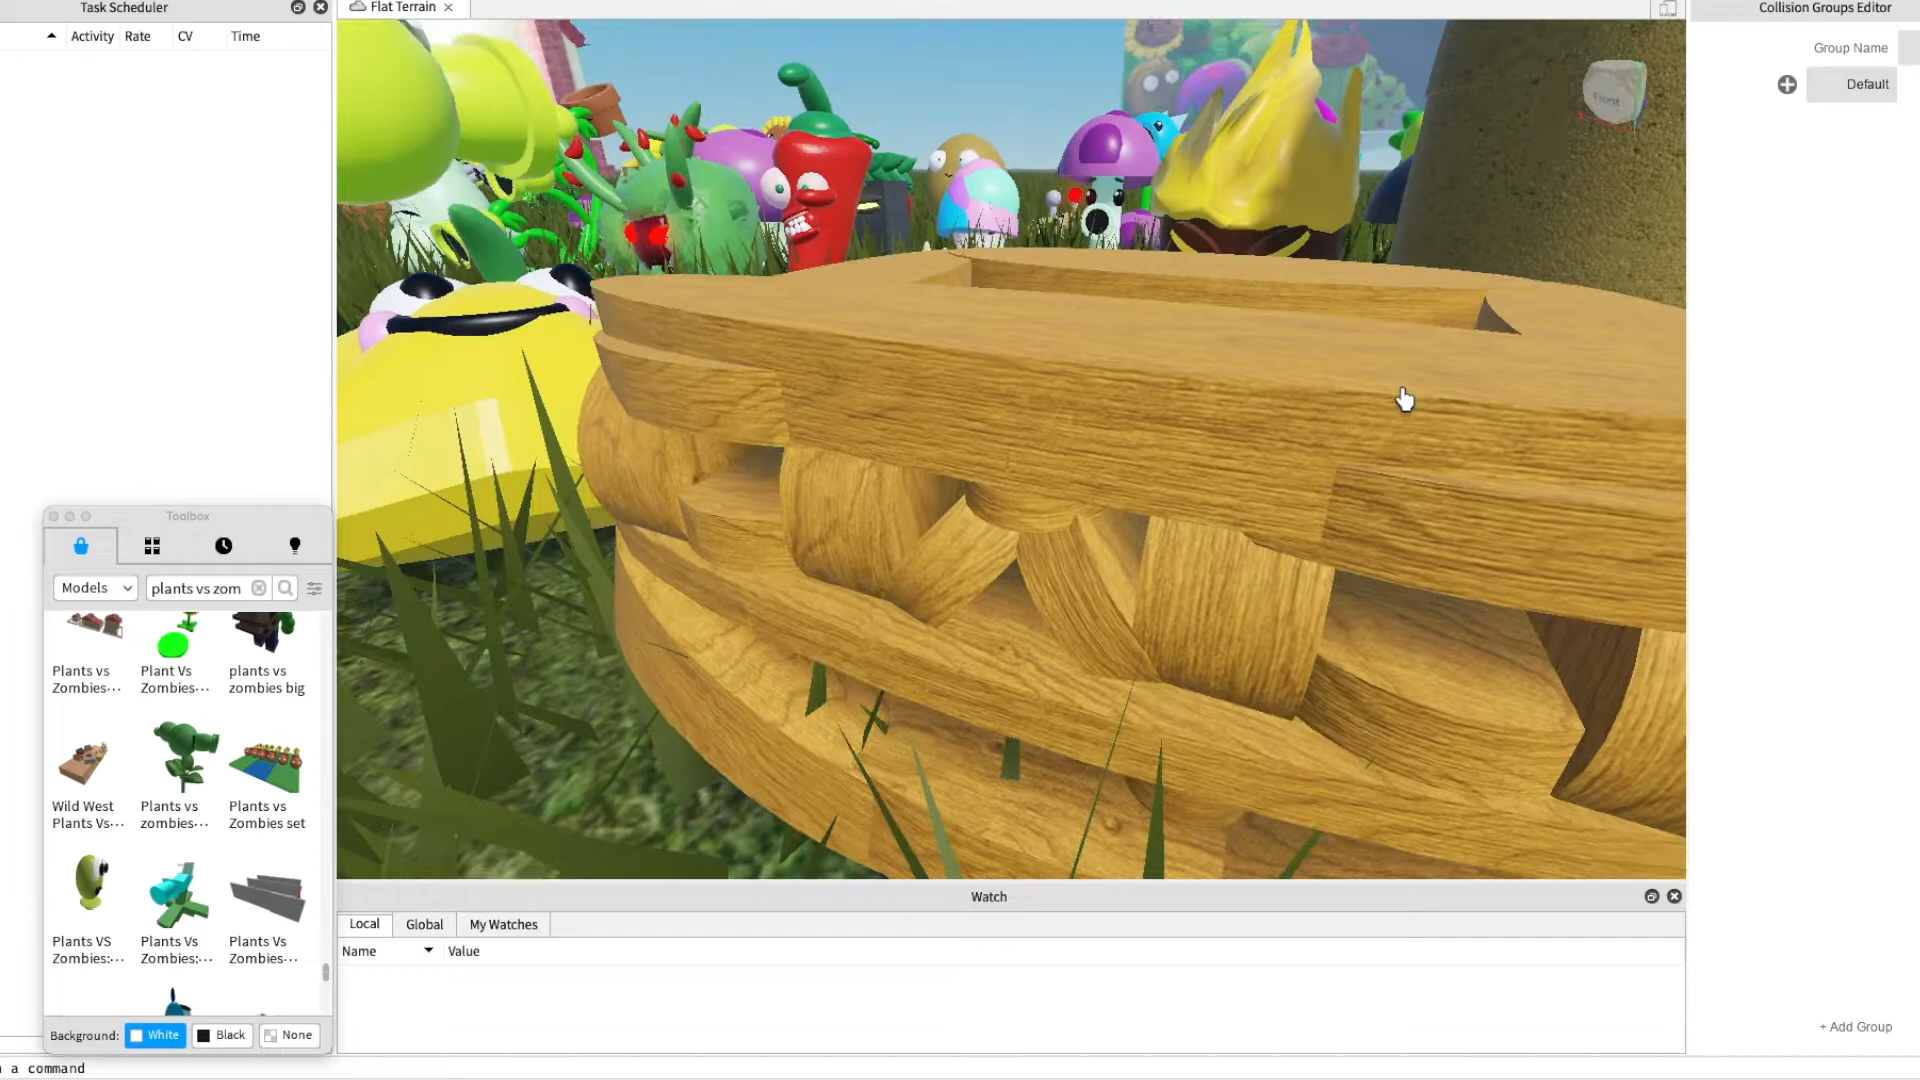 Task Scheduler
Activity Rate CV Time
Flat Terrain
Collision Groups Editor
Group Name
Default
Front
Toolbox
Models
plants vs zom
Plants vs
Zombies···
Plant Vs
Zombies···
plants vs
zombies big
Wild West
Plants Vs···
Plants vs
zombies···
Plants vs
Zombies set
Plants VS
Zombies:···
Plants Vs
Zombies:···
Plants Vs
Zombies···
Background: White Black None
Watch
Local Global My Watches
Name Value
+ Add Group
a command